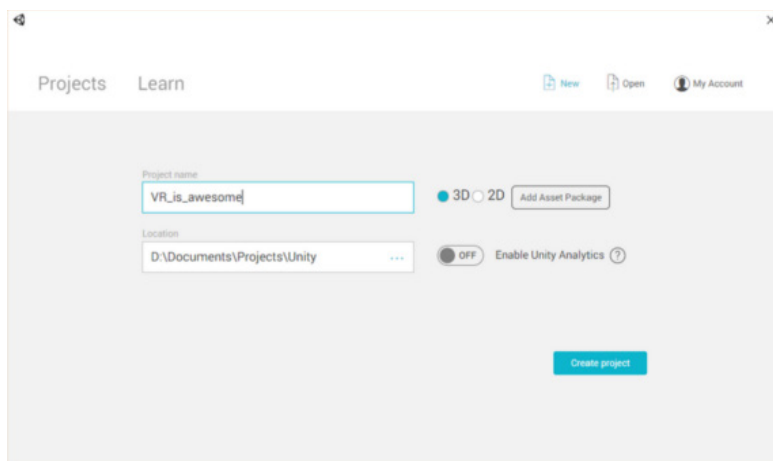 Projects Learn New Open My Account
Project name
VR_is_awesome 3D 2D Add Asset Package
Location
D:\Documents\Projects\Unity ... OFF Enable Unity Analytics ?
Create project